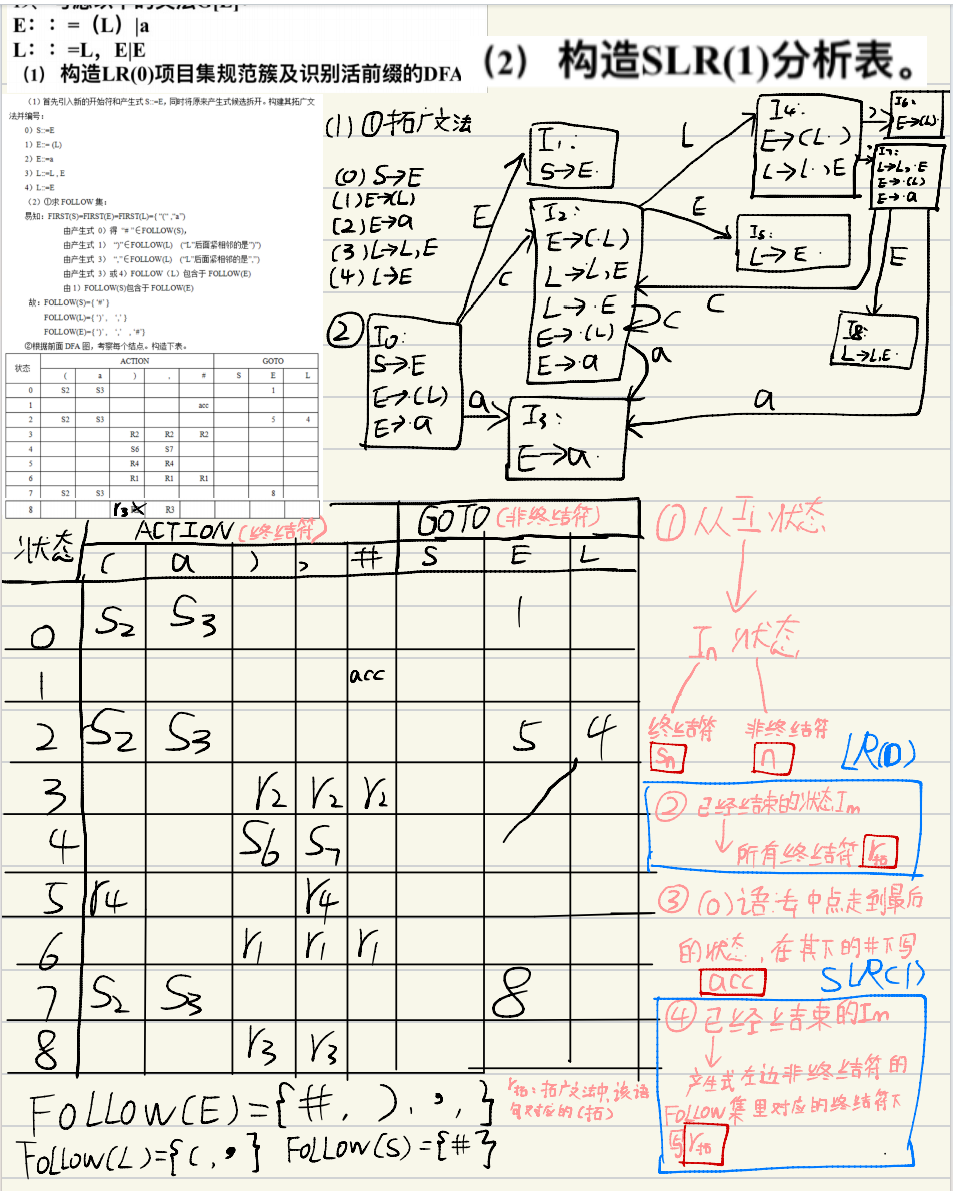 E：：=（L）|a
L：：=L，E|E
（1） 构造LR(0)项目集规范簇及识别活前缀的DFA
（2） 构造SLR(1)分析表。
（1）首先引入新的开始符和产生式 S::=E，同时将原来产生式候选拆开。构建其拓广文
法并编号:
0）S::=E
1）E::= (L)
2）E::=a
3）L::=L , E
4）L::=E
（2）①求 FOLLOW 集:
易知：FIRST(S)=FIRST(E)=FIRST(L)={ "(" ,"a"}
由产生式 0）得 "# "∈FOLLOW(S),
由产生式 1） ")"∈FOLLOW(L) ("L"后面紧相邻的是")")
由产生式 3） ","∈FOLLOW(L) ("L"后面紧相邻的是",")
由产生式 3）或 4）FOLLOW（L）包含于 FOLLOW(E)
由 1）FOLLOW(S)包含于 FOLLOW(E)
故：FOLLOW(S)={ '#' }
FOLLOW(L)={ ')', ',' }
FOLLOW(E)={ ')', ',' , '#'}
②根据前面 DFA 图，考察每个结点。构造下表。
状态 ACTION GOTO
( a ) , # S E L
0 S2 S3 1
1 acc
2 S2 S3 5 4
3 R2 R2 R2
4 S6 S7
5 R4 R4
6 R1 R1 R1
7 S2 S3 8
8 r3 R3
(1) ①拓广文法
(0) S→E
(1) E→(L)
(2) E→a
(3) L→L,E
(4) L→E
②
I0:
S→E
E→·(L)
E→·a
I1:
S→E·
I2:
E→(·L)
L→·L,E
L→·E
E→·(L)
E→·a
I3:
E→a·
I4:
E→(L·)
L→L·,E
I5:
L→E·
I6:
E→(L)·
I7:
L→L,·E
E→·(L)
E→·a
I8:
L→L,E·
E
(
a
L
)
,
E
(
a
(
E
a
状态 ACTION (终结符) GOTO (非终结符)
( a ) , # S E L
0 S2 S3 1
1 acc
2 S2 S3 5 4
3 r2 r2 r2
4 S6 S7
5 r4 r4
6 r1 r1 r1
7 S2 S3 8
8 r3 r3
FOLLOW(E)={#, ), ,}
FOLLOW(L)={(, ,} FOLLOW(S)={#}
①从Ii状态
In状态
终结符 非终结符
Sn n
LR(0)
②已经结束的状态Im
所有终结符 r拓
③(0)语专中点走到最后
的状态，在其下的#下写
acc
SLR(1)
④已经结束的Im
产生式左边非终结符的
FOLLOW集里对应的终结符下
写 r拓
r拓: 拓广文法中,该语
句对应的(拓)